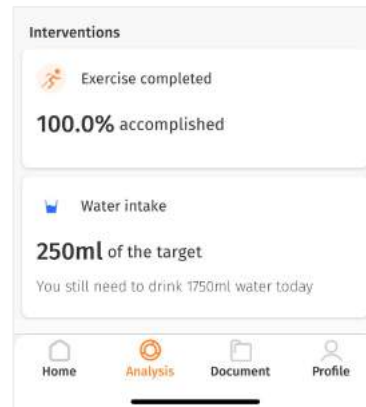 Interventions
Exercise completed
100.0% accomplished
Water intake
250ml of the target
You still need to drink 1750ml water today
Home Analysis Document Profile